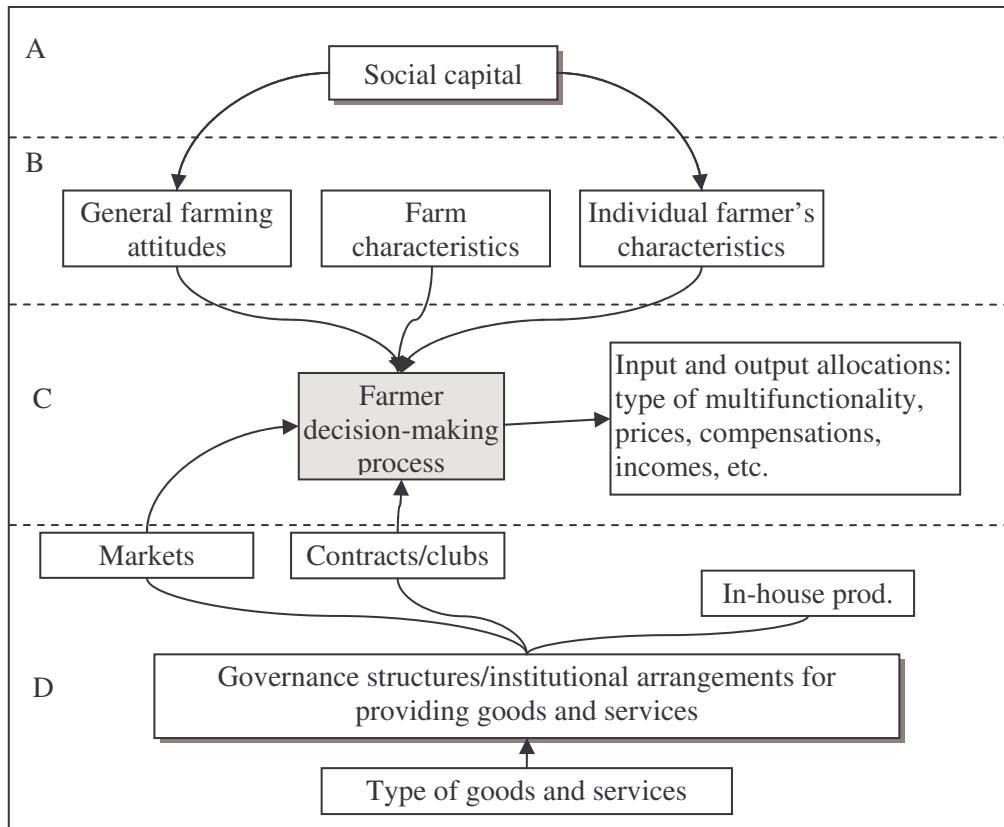 A
Social capital
B
General farming
attitudes
Farm
characteristics
Individual farmer’s
characteristics
C
Farmer
decision-making
process
Input and output allocations:
type of multifunctionality,
prices, compensations,
incomes, etc.
Markets
Contracts/clubs
In-house prod.
D
Governance structures/institutional arrangements for
providing goods and services
Type of goods and services